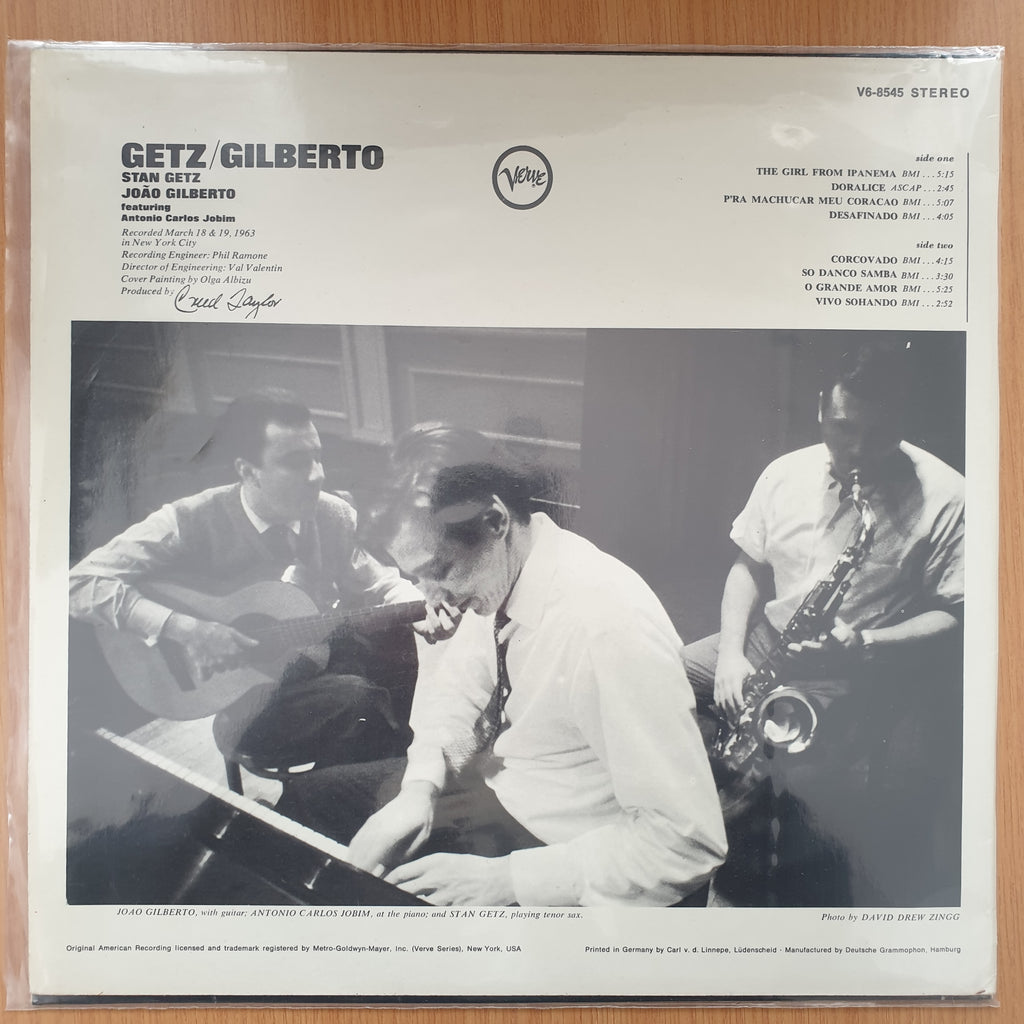 V6-8545 STEREO
GETZ/GILBERTO
STAN GETZ
JOÃO GILBERTO
featuring
Antonio Carlos Jobim
Recorded March 18 & 19, 1963
in New York City
Recording Engineer: Phil Ramone
Director of Engineering: Val Valentin
Cover Painting by Olga Albizu
Produced by Creed Taylor
Verve
side one
THE GIRL FROM IPANEMA BMI...5:15
DORALICE ASCAP...2:45
P'RA MACHUCAR MEU CORACAO BMI...5:07
DESAFINADO BMI...4:05
side two
CORCOVADO BMI...4:15
SO DANCO SAMBA BMI...3:30
O GRANDE AMOR BMI...5:25
VIVO SOHANDO BMI...2:52
JOAO GILBERTO, with guitar; ANTONIO CARLOS JOBIM, at the piano; and STAN GETZ, playing tenor sax.
Photo by DAVID DREW ZINGG
Original American Recording licensed and trademark registered by Metro-Goldwyn-Mayer, Inc. (Verve Series), New York, USA
Printed in Germany by Carl v. d. Linnepe, Lüdenscheid · Manufactured by Deutsche Grammophon, Hamburg